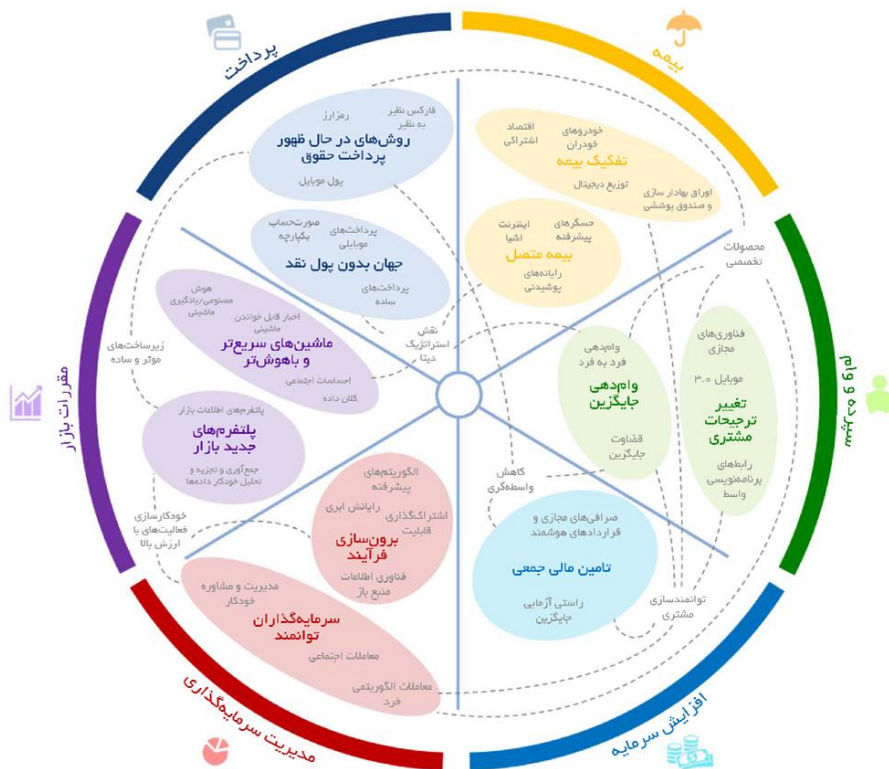 پرداخت
بیمه
فارکس نظیر
به نظیر
رمزارز
روش‌های در حال ظهور
پرداخت حقوق
پول موبایل
اقتصاد
اشتراکی
خودروهای
خودران
تفکیک بیمه
توزیع دیجیتال
اوراق بهادار سازی
و صندوق پوششی
صورت‌حساب
یکپارچه
پرداخت‌های
موبایلی
جهان بدون پول نقد
پرداخت‌های
ساده
اینترنت
اشیا
حسگرهای
پیشرفته
بیمه متصل
رایانه‌های
پوشیدنی
محصولات
تخصصی
هوش
مصنوعی/یادگیری
ماشینی
اخبار قابل خواندن
ماشینی
ماشین‌های سریع‌تر
و باهوش‌تر
احساسات اجتماعی
کلان داده
نقش
استراتژیک
دیتا
زیرساخت‌های
موثر و ساده
مقررات بازار
سپرده و وام
وام‌دهی
فرد به فرد
وام‌دهی
جایگزین
قضاوت
جایگزین
فناوری‌های
مجازی
موبایل ۳.۰
تغییر
ترجیحات
مشتری
رابط‌های
برنامه‌نویسی
واسط
پلتفرم‌های اطلاعات بازار
پلتفرم‌های
جدید بازار
جمع‌آوری و تجزیه و
تحلیل خودکار داده‌ها
خودکارسازی
فعالیت‌های با
ارزش بالا
الگوریتم‌های
پیشرفته
رایانش ابری
اشتراک‌گذاری
قابلیت
برون‌سازی
فرآیند
فناوری اطلاعات
منبع باز
کاهش
واسطه‌گری
صرافی‌های مجازی و
قراردادهای هوشمند
تامین مالی جمعی
راستی آزمایی
جایگزین
توانمندسازی
مشتری
مدیریت و مشاوره
خودکار
سرمایه‌گذاران
توانمند
معاملات اجتماعی
معاملات الگوریتمی
خرد
مدیریت سرمایه‌گذاری
افزایش سرمایه